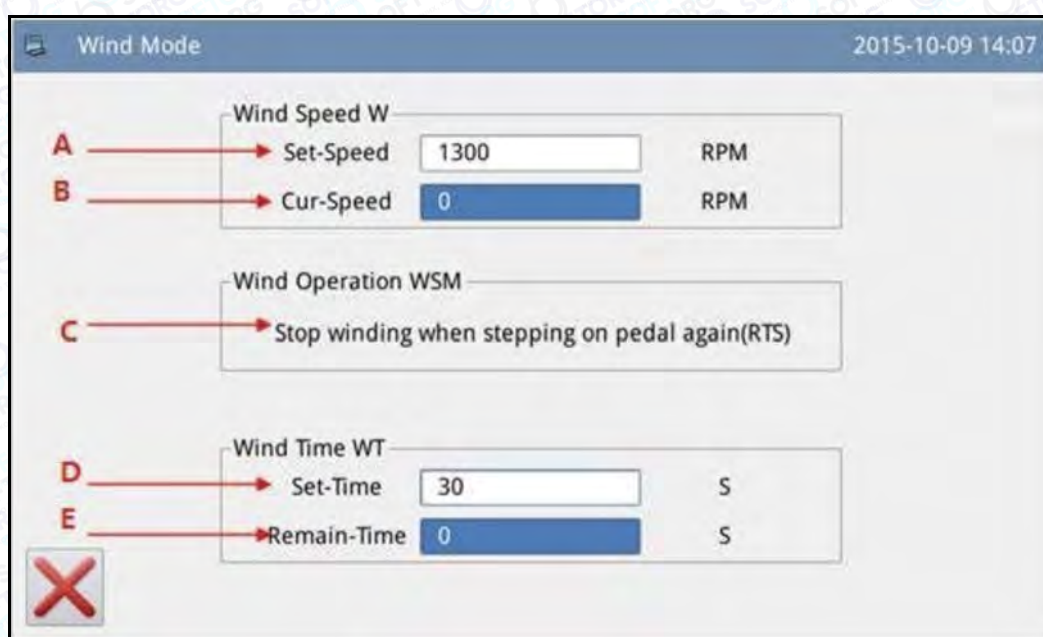 Wind Mode 2015-10-09 14:07
Wind Speed W
A Set-Speed 1300 RPM
B Cur-Speed 0 RPM
Wind Operation WSM
C Stop winding when stepping on pedal again(RTS)
Wind Time WT
D Set-Time 30 S
E Remain-Time 0 S